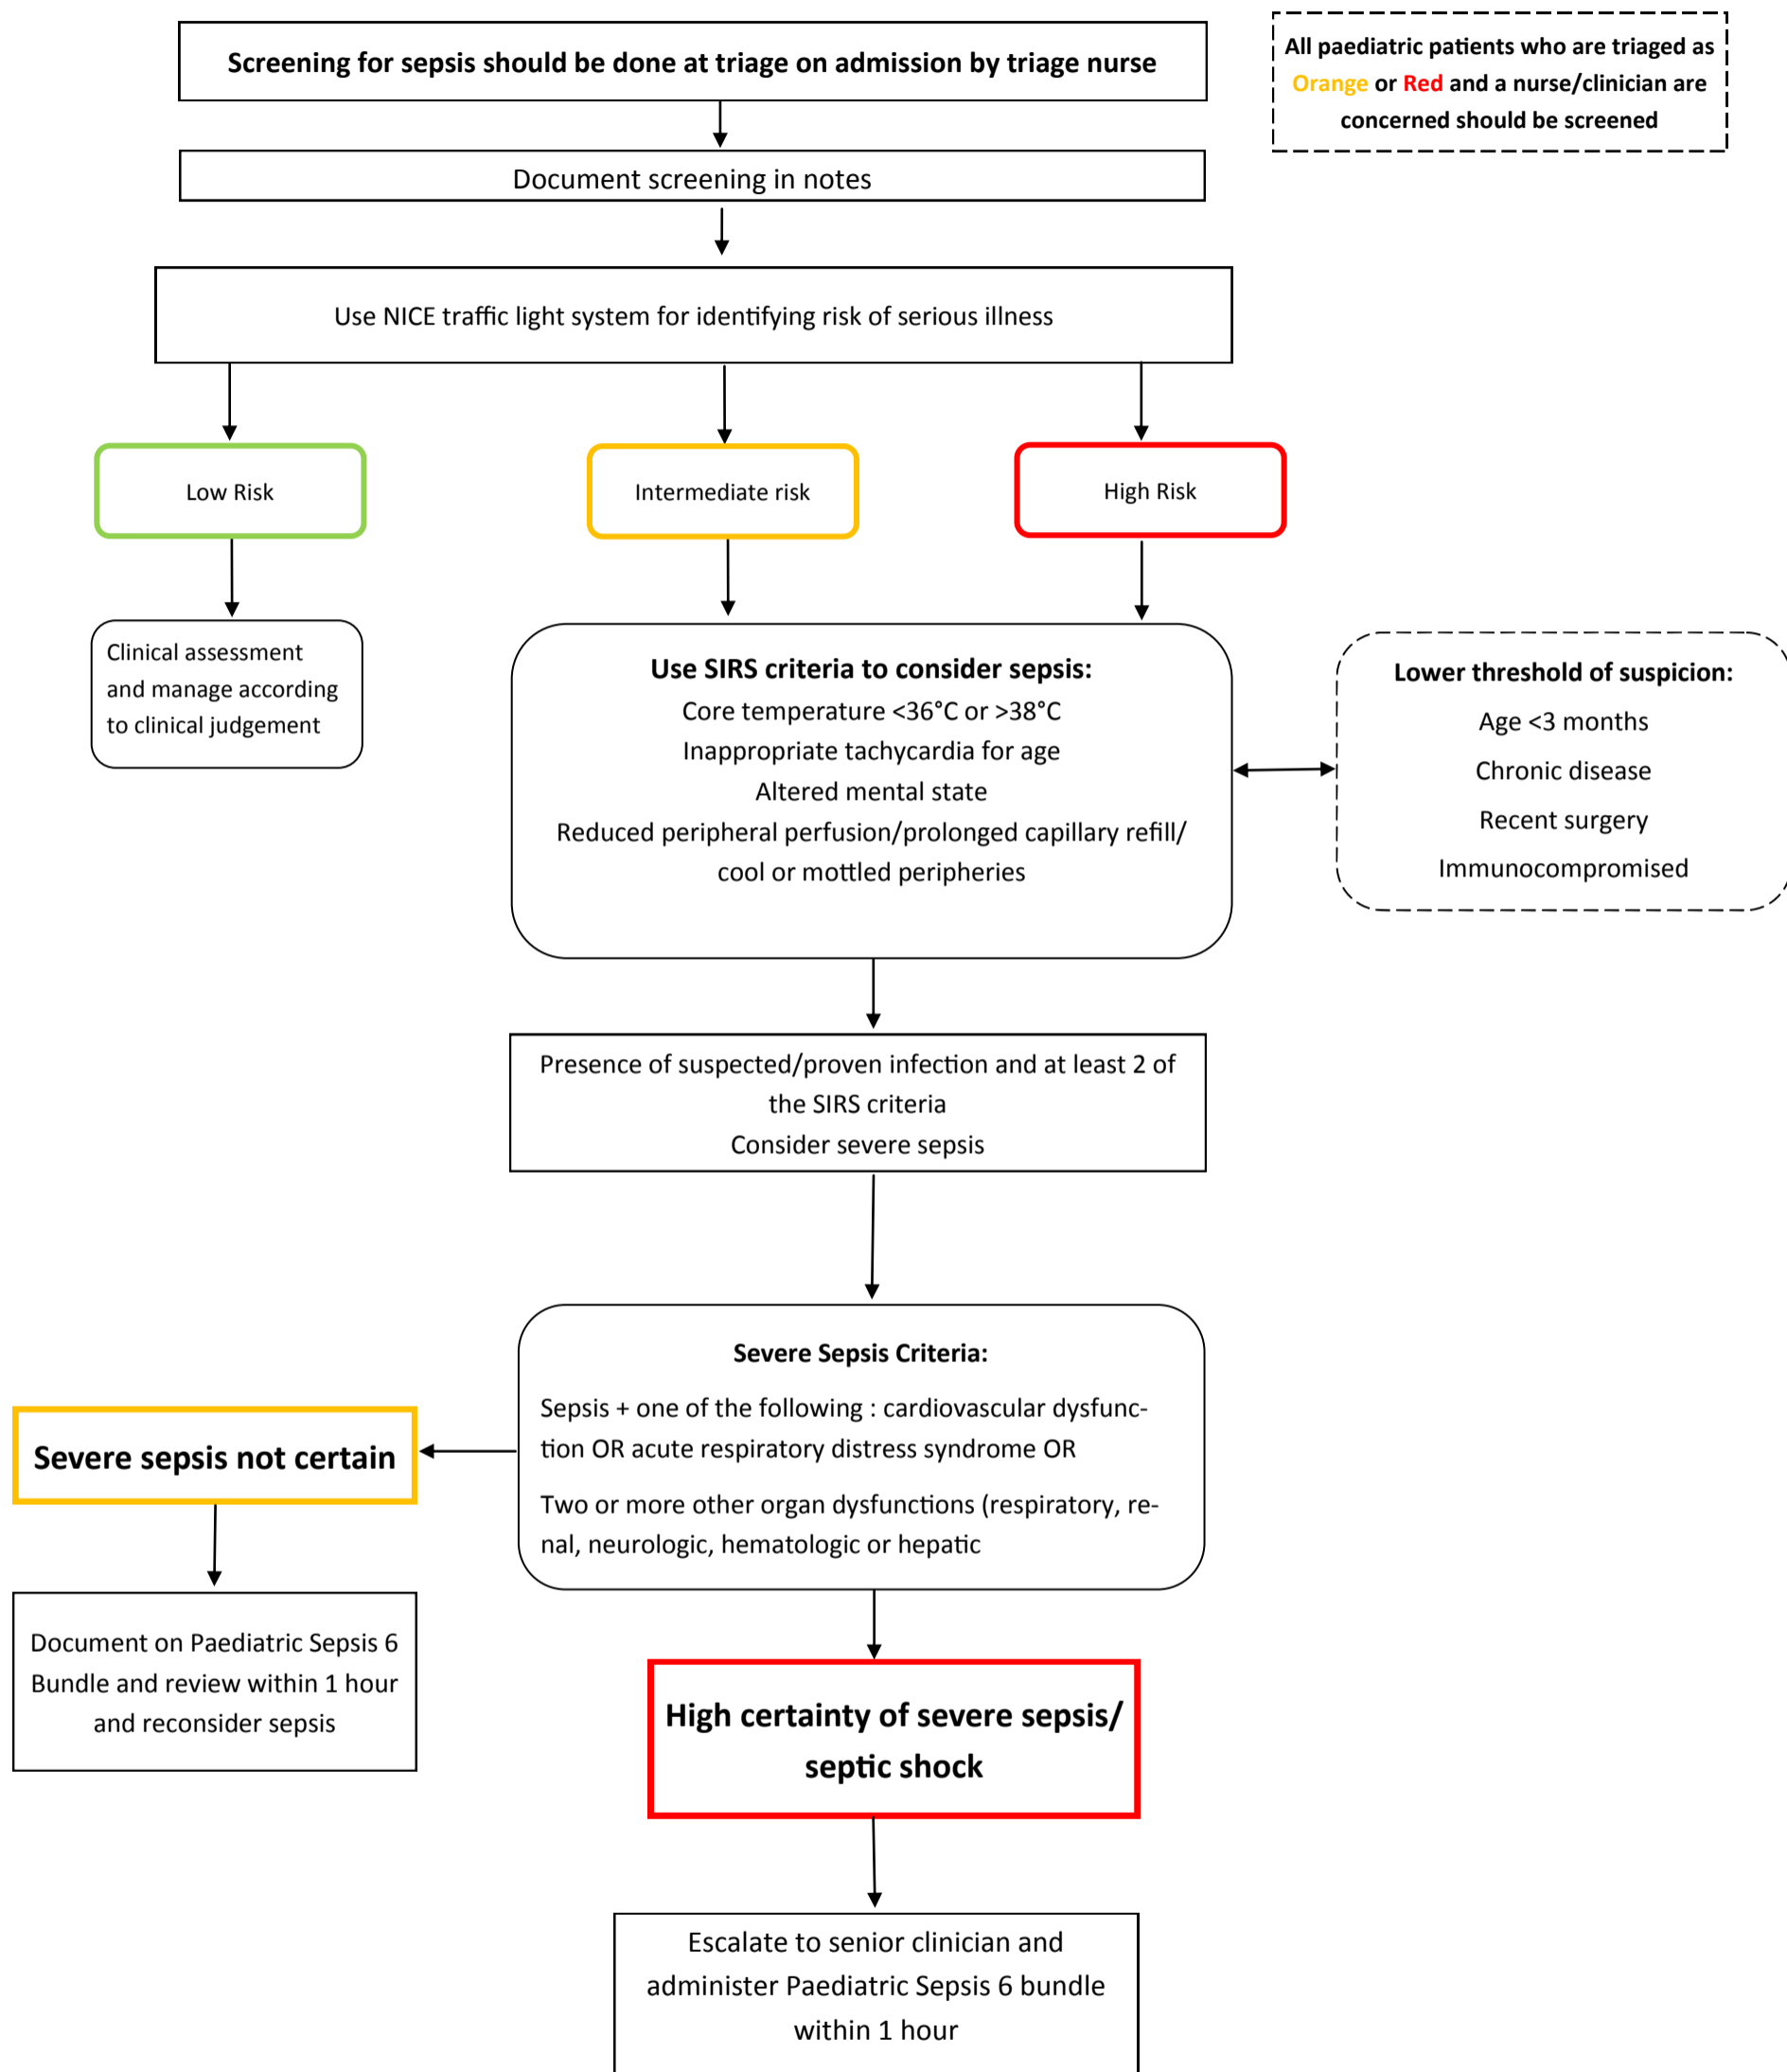 Screening for sepsis should be done at triage on admission by triage nurse
All paediatric patients who are triaged as
Orange or Red and a nurse/clinician are
concerned should be screened
Document screening in notes
Use NICE traffic light system for identifying risk of serious illness
Low Risk
Intermediate risk
High Risk
Clinical assessment
and manage according
to clinical judgement
Use SIRS criteria to consider sepsis:
Core temperature <36°C or >38°C
Inappropriate tachycardia for age
Altered mental state
Reduced peripheral perfusion/prolonged capillary refill/
cool or mottled peripheries
Lower threshold of suspicion:
Age <3 months
Chronic disease
Recent surgery
Immunocompromised
Presence of suspected/proven infection and at least 2 of
the SIRS criteria
Consider severe sepsis
Severe Sepsis Criteria:
Sepsis + one of the following : cardiovascular dysfunc-
tion OR acute respiratory distress syndrome OR
Two or more other organ dysfunctions (respiratory, re-
nal, neurologic, hematologic or hepatic
Severe sepsis not certain
Document on Paediatric Sepsis 6
Bundle and review within 1 hour
and reconsider sepsis
High certainty of severe sepsis/
septic shock
Escalate to senior clinician and
administer Paediatric Sepsis 6 bundle
within 1 hour